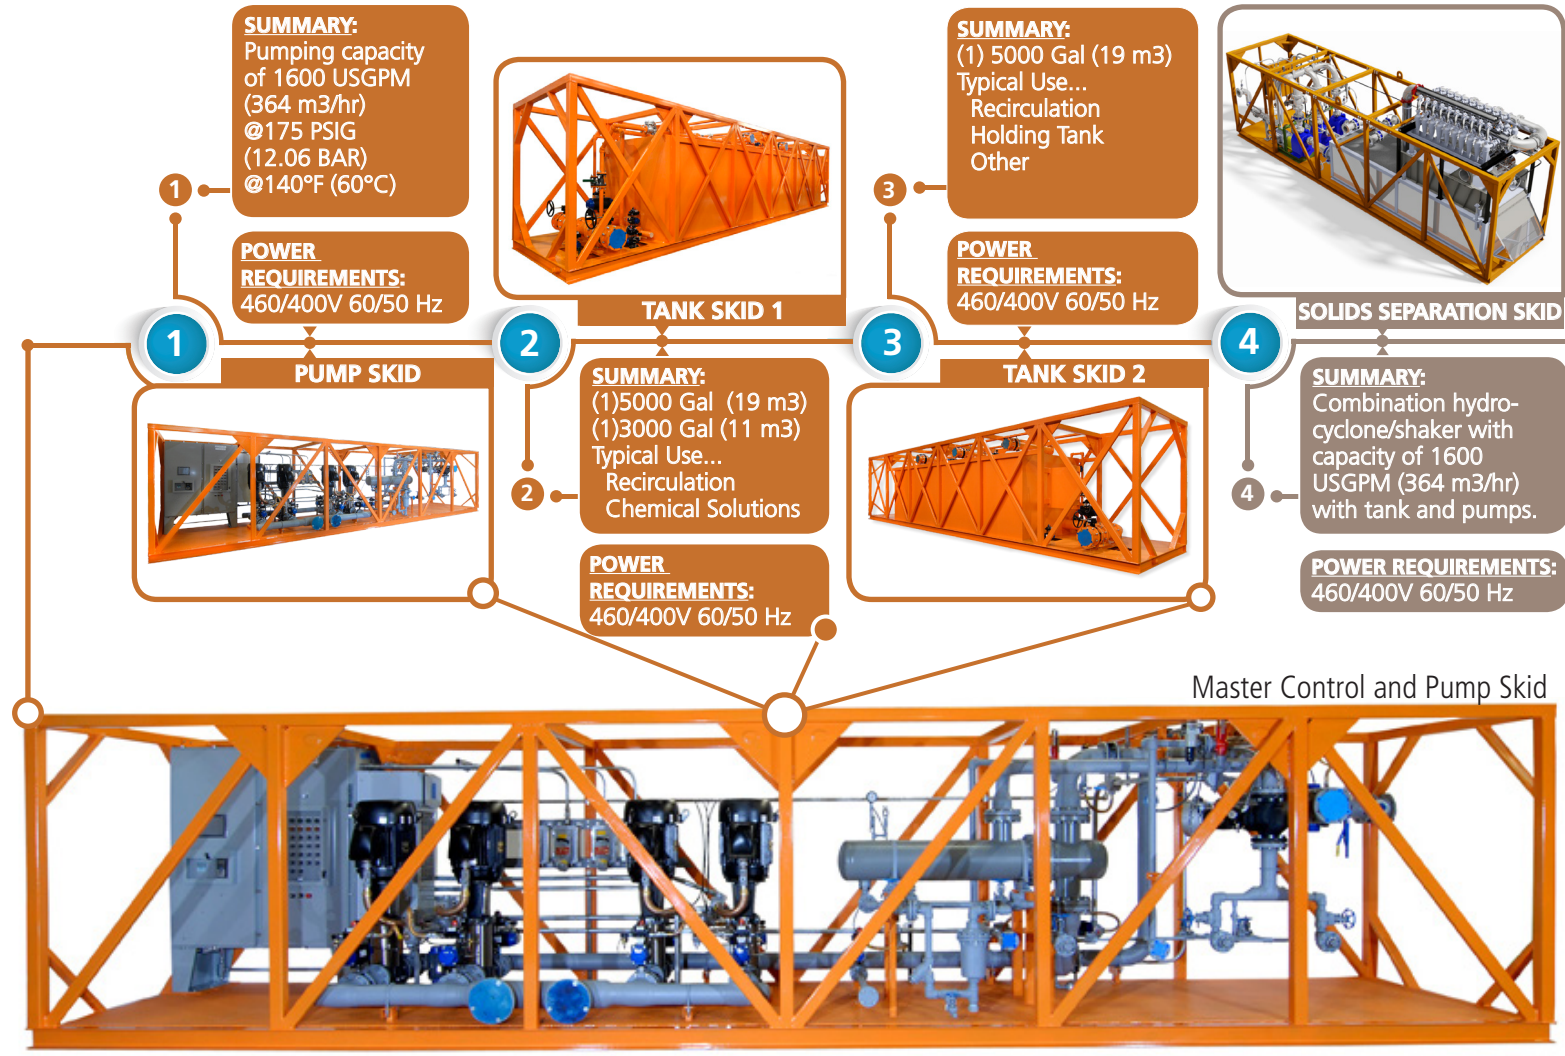 SUMMARY:
Pumping capacity
of 1600 USGPM
(364 m3/hr)
@175 PSIG
(12.06 BAR)
@140°F (60°C)
1
POWER
REQUIREMENTS:
460/400V 60/50 Hz
1
PUMP SKID
2
TANK SKID 1
SUMMARY:
(1)5000 Gal (19 m3)
(1)3000 Gal (11 m3)
Typical Use...
Recirculation
Chemical Solutions
2
POWER
REQUIREMENTS:
460/400V 60/50 Hz
SUMMARY:
(1) 5000 Gal (19 m3)
Typical Use...
Recirculation
Holding Tank
Other
3
POWER
REQUIREMENTS:
460/400V 60/50 Hz
3
TANK SKID 2
4
SOLIDS SEPARATION SKID
SUMMARY:
Combination hydro-
cyclone/shaker with
capacity of 1600
USGPM (364 m3/hr)
with tank and pumps.
4
POWER REQUIREMENTS:
460/400V 60/50 Hz
Master Control and Pump Skid